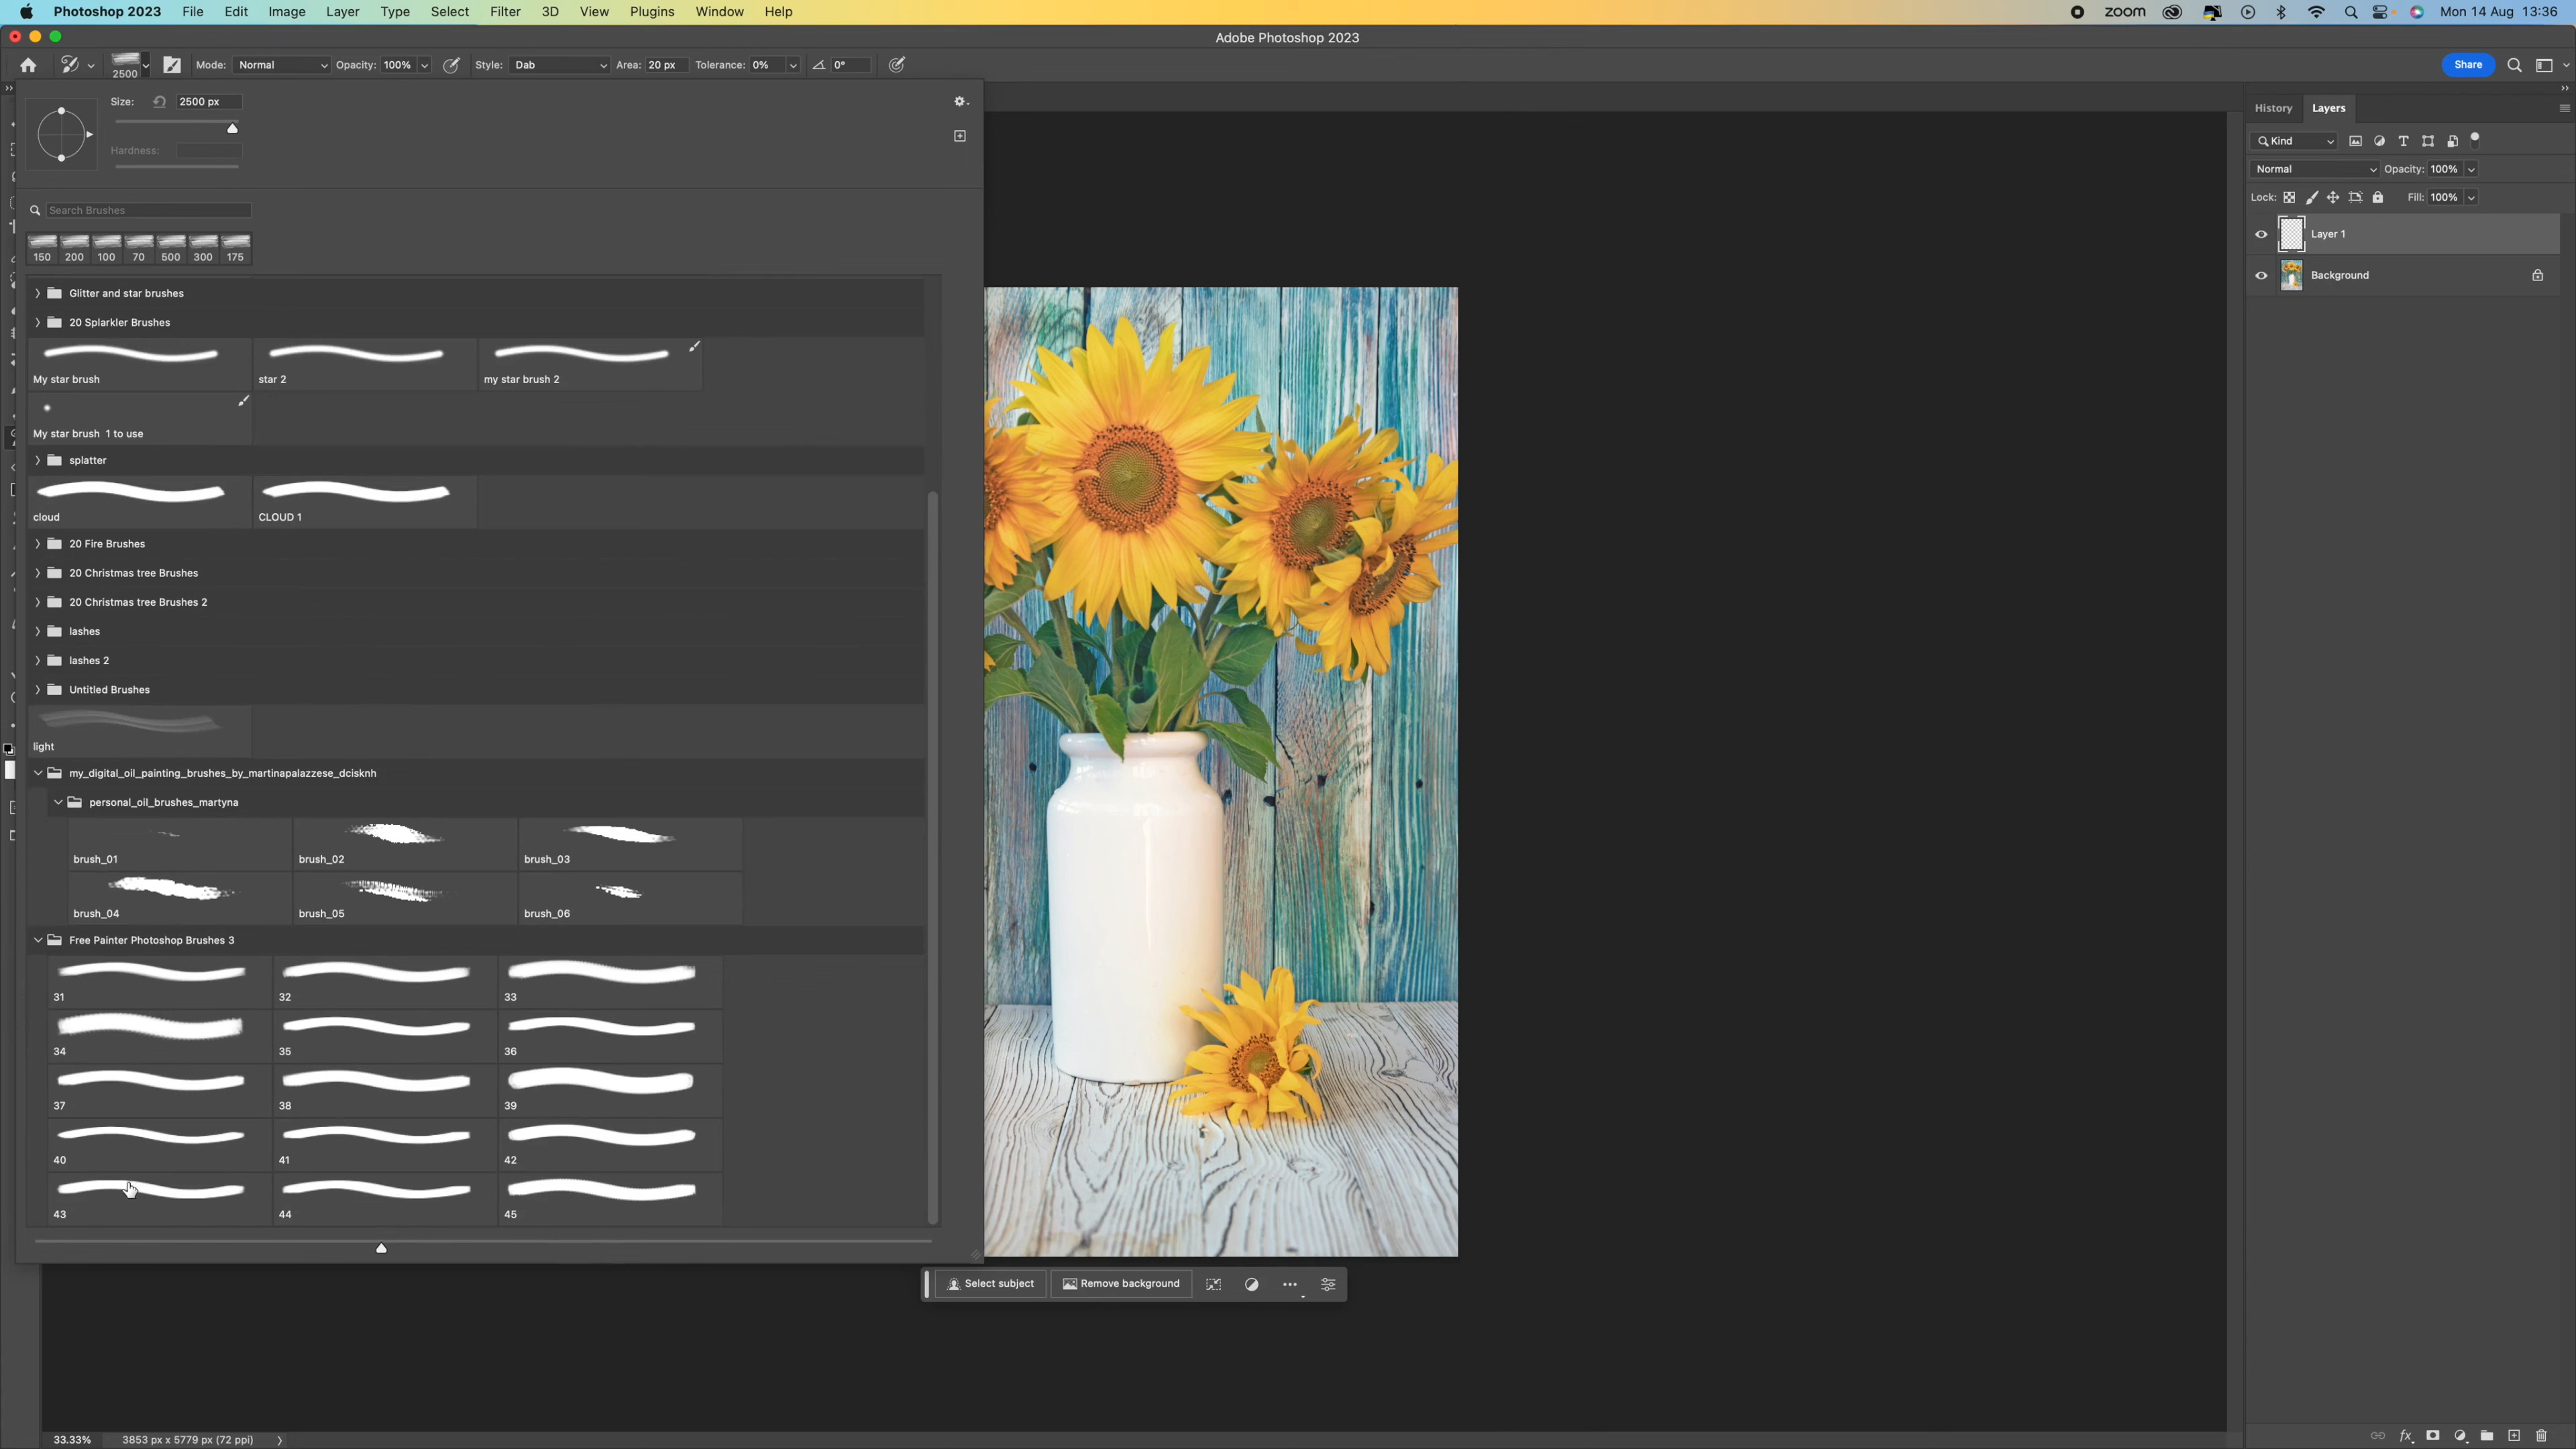 Photoshop 2023 File Edit Image Layer Type Select Filter 3D View Plugins Window Help zoom Mon 14 Aug 13:36
Adobe Photoshop 2023
2500 Mode: Normal Opacity: 100% Style: Dab Area: 20 px Tolerance: 0% 0° Share
Size: 2500 px
Hardness:
History Layers
Kind
Normal Opacity: 100%
Lock: Fill: 100%
Layer 1
Background
Search Brushes
150 200 100 70 500 300 175
Glitter and star brushes
20 Splarkler Brushes
My star brush star 2 my star brush 2
My star brush 1 to use
splatter
cloud CLOUD 1
20 Fire Brushes
20 Christmas tree Brushes
20 Christmas tree Brushes 2
lashes
lashes 2
Untitled Brushes
light
my_digital_oil_painting_brushes_by_martinapalazzese_dcisknh
personal_oil_brushes_martyna
brush_01 brush_02 brush_03
brush_04 brush_05 brush_06
Free Painter Photoshop Brushes 3
31 32 33
34 35 36
37 38 39
40 41 42
43 44 45
Select subject Remove background
33.33% 3853 px x 5779 px (72 ppi)
fx